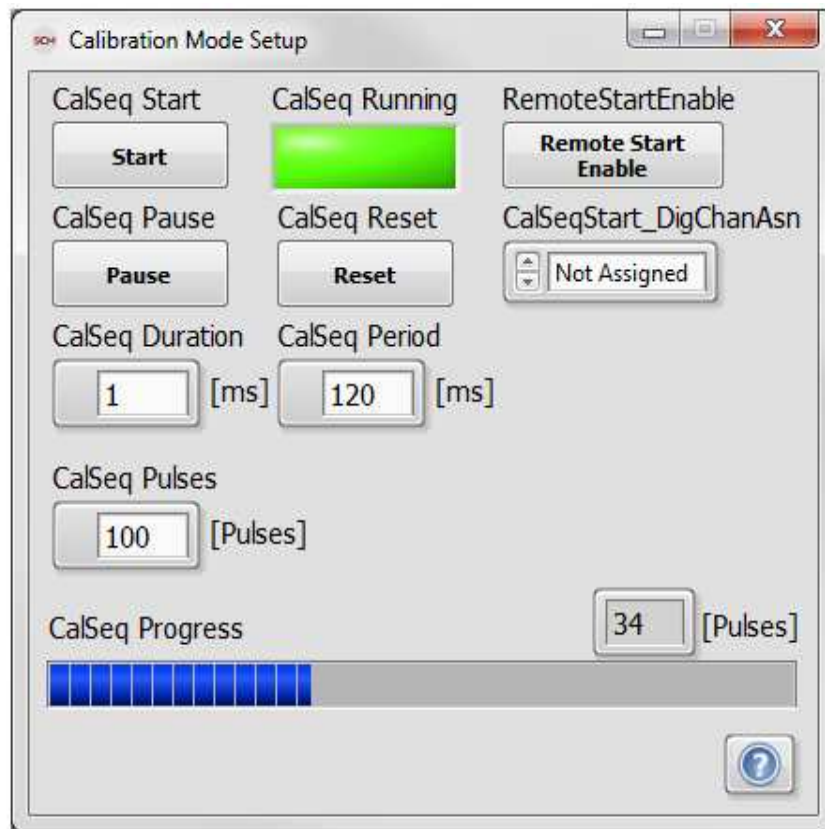 SCM Calibration Mode Setup
CalSeq Start CalSeq Running RemoteStartEnable
Start Remote Start
Enable
CalSeq Pause CalSeq Reset CalSeqStart_DigChanAsn
Pause Reset Not Assigned
CalSeq Duration CalSeq Period
1 [ms] 120 [ms]
CalSeq Pulses
100 [Pulses]
CalSeq Progress 34 [Pulses]
?